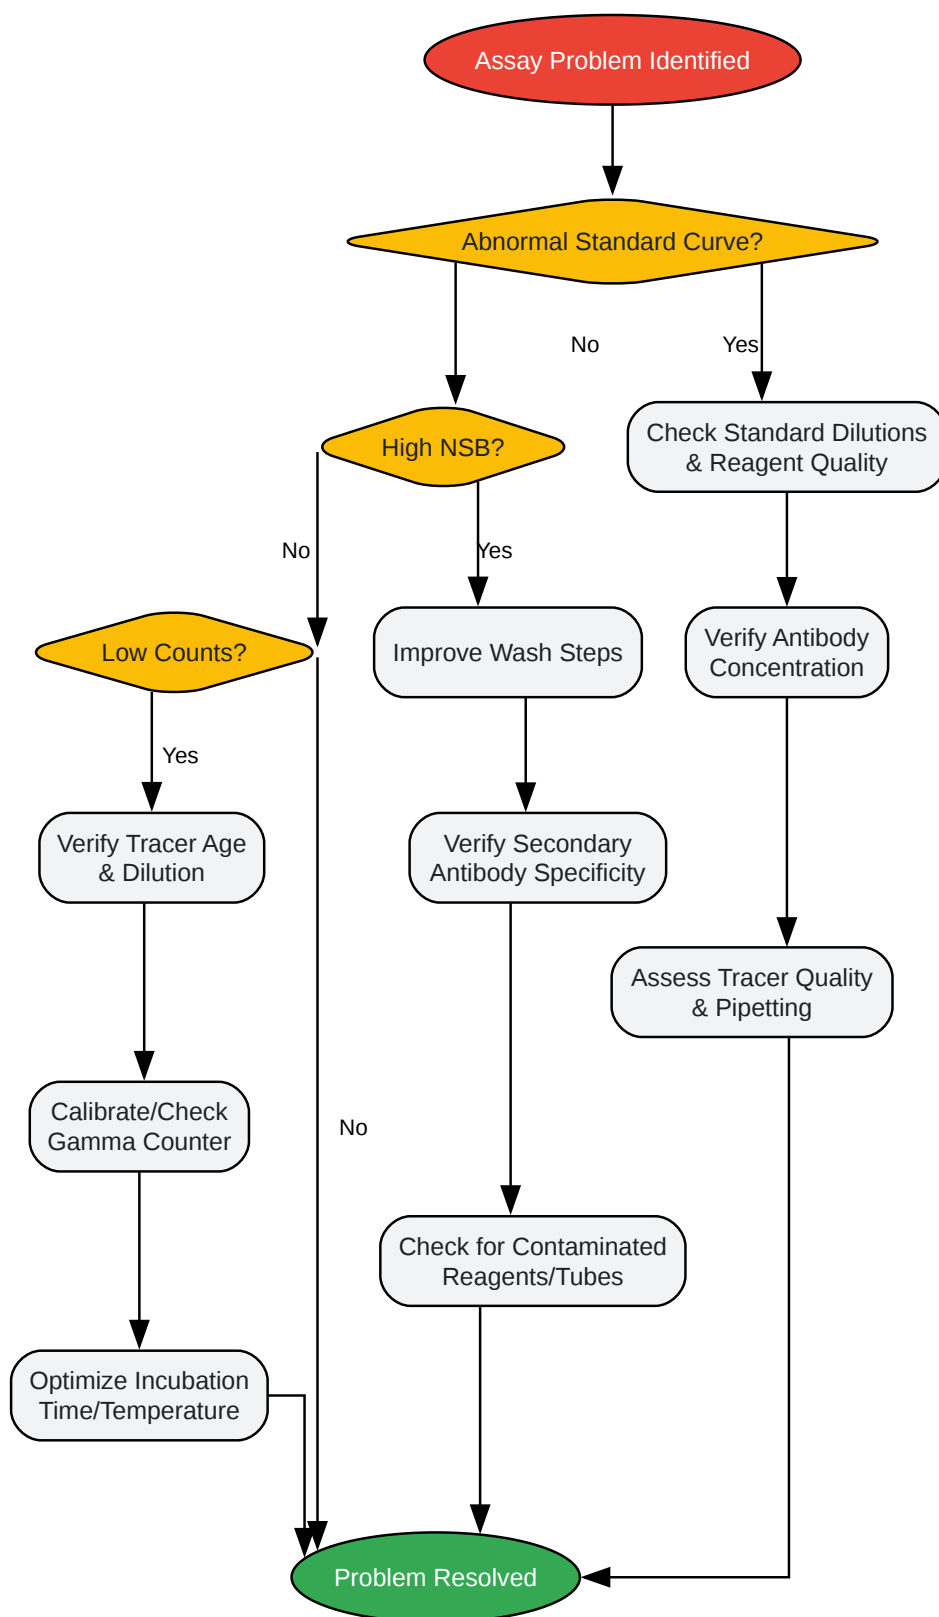 Assay Problem Identified
Abnormal Standard Curve?
No
Yes
High NSB?
Check Standard Dilutions
& Reagent Quality
No
Yes
Low Counts?
Improve Wash Steps
Verify Antibody
Concentration
Yes
Verify Tracer Age
& Dilution
Verify Secondary
Antibody Specificity
Assess Tracer Quality
& Pipetting
Calibrate/Check
Gamma Counter
No
Check for Contaminated
Reagents/Tubes
Optimize Incubation
Time/Temperature
Problem Resolved